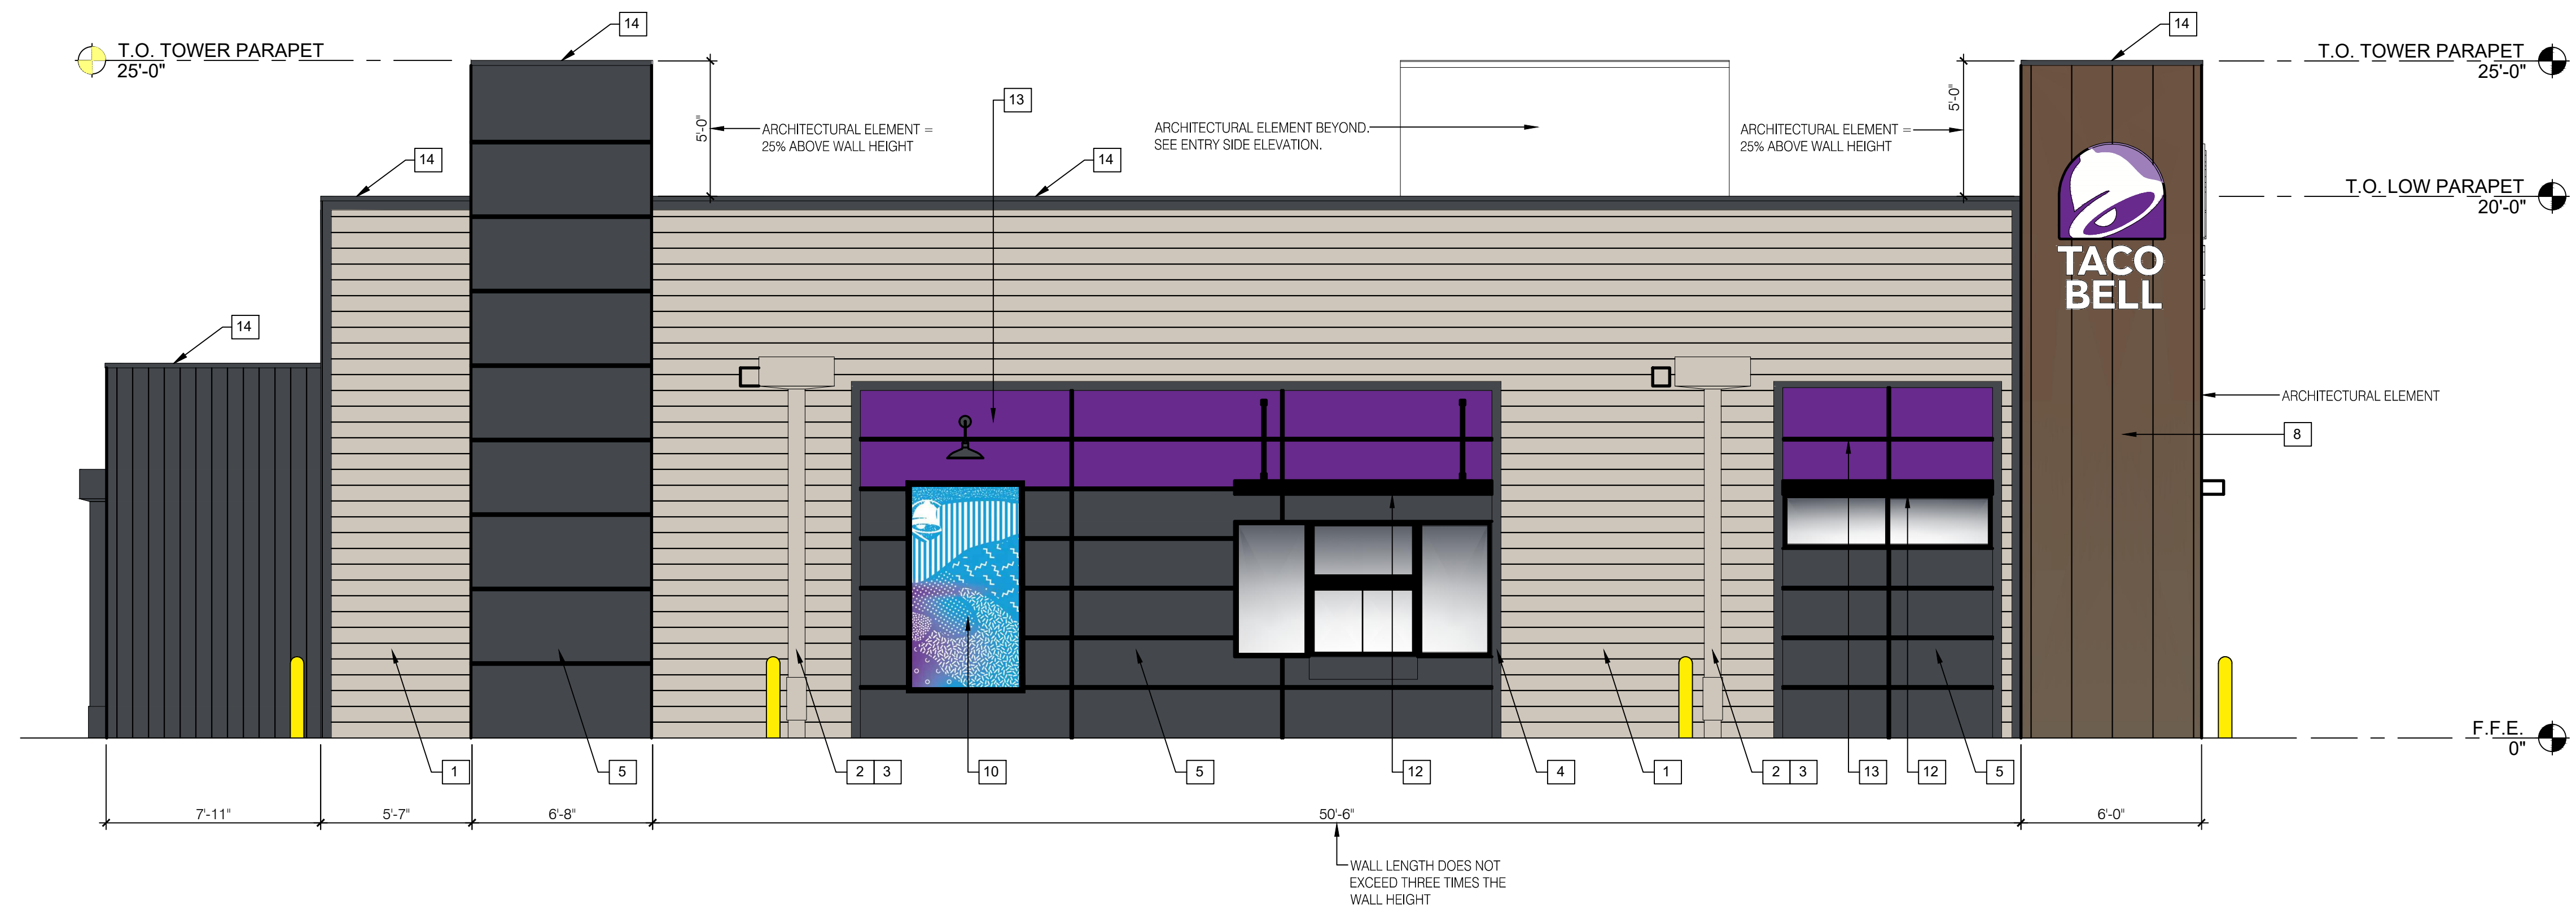 14
14
T.O. TOWER PARAPET
25'-0"
T.O. TOWER PARAPET
25'-0"
13
5'-0"
5'-0"
ARCHITECTURAL ELEMENT =
25% ABOVE WALL HEIGHT
ARCHITECTURAL ELEMENT BEYOND.
SEE ENTRY SIDE ELEVATION.
ARCHITECTURAL ELEMENT =
25% ABOVE WALL HEIGHT
14
14
T.O. LOW PARAPET
20'-0"
TACO
BELL
14
ARCHITECTURAL ELEMENT
8
F.F.E.
0"
1
5
2 3
10
5
12
4
1
2 3
13
12
5
7'-11"
5'-7"
6'-8"
50'-6"
6'-0"
WALL LENGTH DOES NOT
EXCEED THREE TIMES THE
WALL HEIGHT